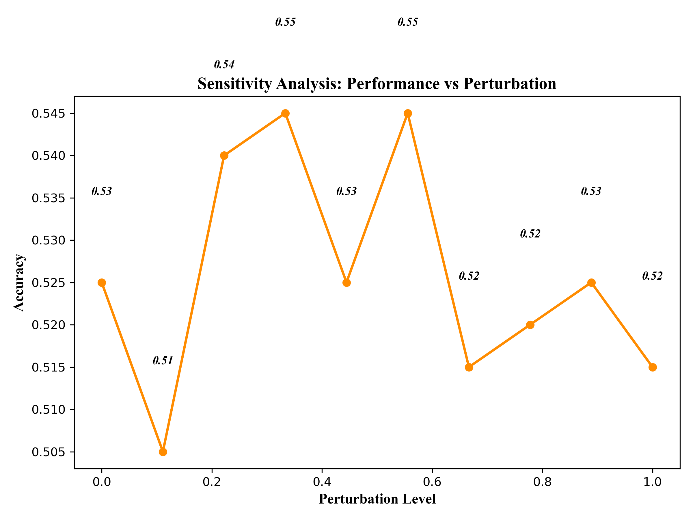 0.55 0.55
0.54
Sensitivity Analysis: Performance vs Perturbation
0.545
0.540
0.535
0.53 0.53 0.53
0.530
0.52
0.525
0.52 0.52
0.520
0.515
0.51
0.510
0.505
Accuracy
0.0 0.2 0.4 0.6 0.8 1.0
Perturbation Level